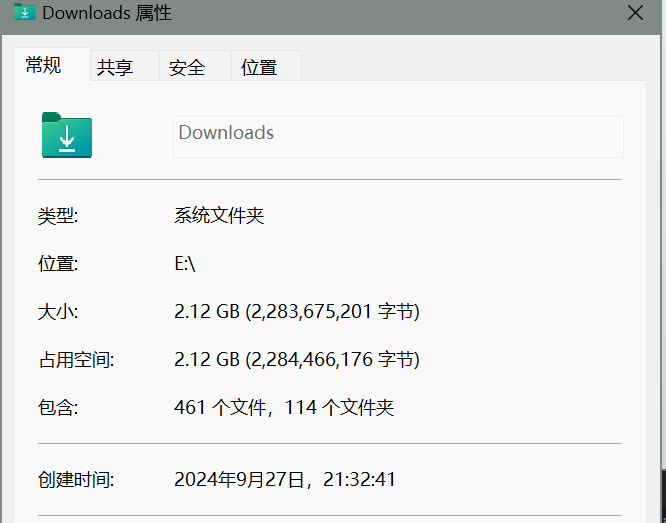 Downloads 属性
常规 共享 安全 位置
Downloads
类型: 系统文件夹
位置: E:\
大小: 2.12 GB (2,283,675,201 字节)
占用空间: 2.12 GB (2,284,466,176 字节)
包含: 461 个文件，114 个文件夹
创建时间: 2024年9月27日，21:32:41